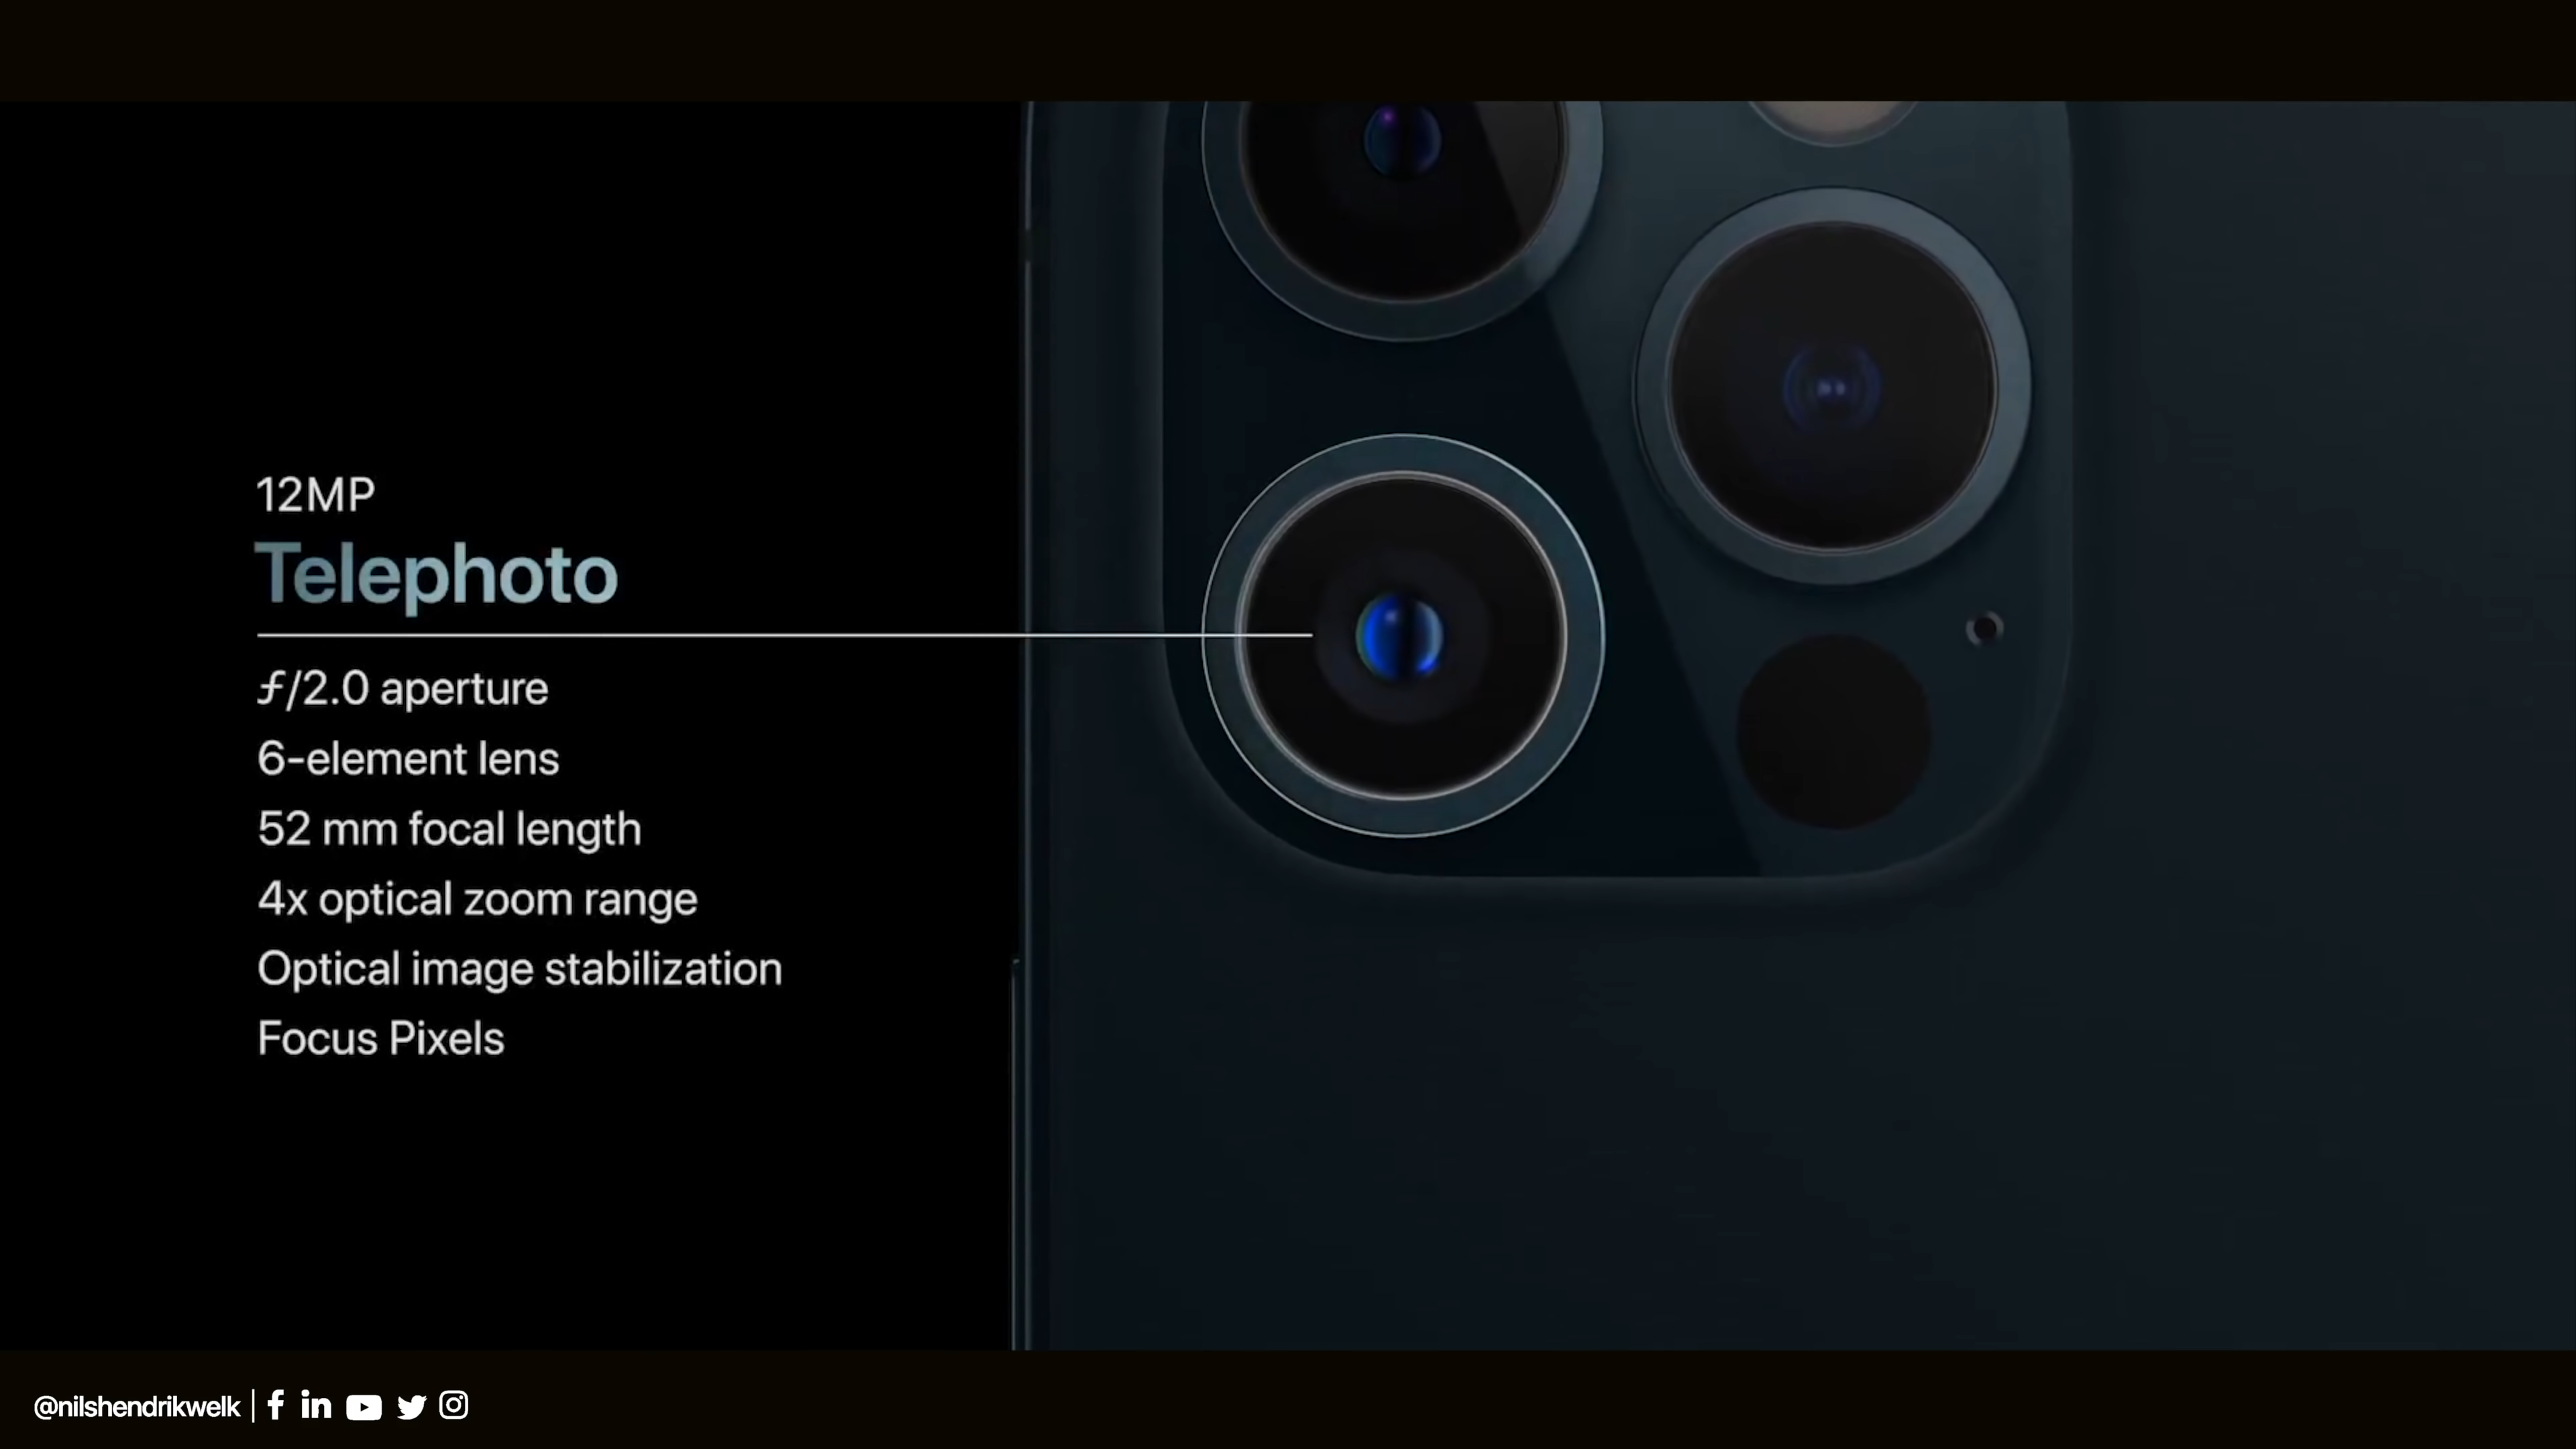 12MP
Telephoto
ƒ/2.0 aperture
6-element lens
52 mm focal length
4x optical zoom range
Optical image stabilization
Focus Pixels
@nilshendrikwelk